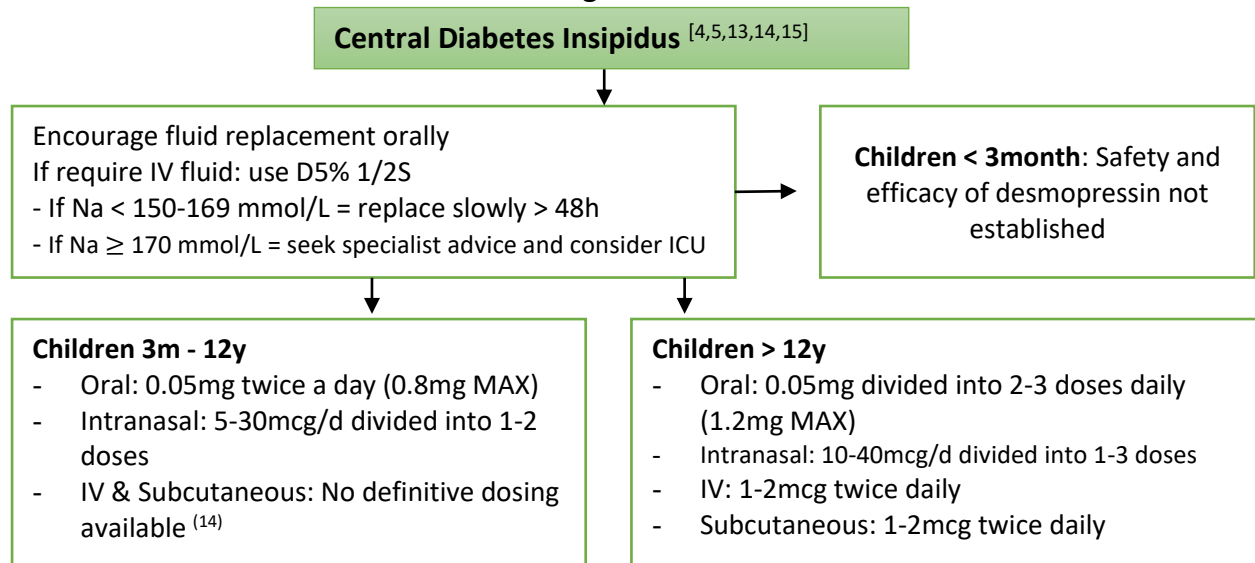 Central Diabetes Insipidus [4,5,13,14,15]
Encourage fluid replacement orally
If require IV fluid: use D5% 1/2S
- If Na < 150-169 mmol/L = replace slowly > 48h
- If Na ≥ 170 mmol/L = seek specialist advice and consider ICU
Children < 3month: Safety and
efficacy of desmopressin not
established
Children 3m - 12y
- Oral: 0.05mg twice a day (0.8mg MAX)
- Intranasal: 5-30mcg/d divided into 1-2
doses
- IV & Subcutaneous: No definitive dosing
available (14)
Children > 12y
- Oral: 0.05mg divided into 2-3 doses daily
(1.2mg MAX)
- Intranasal: 10-40mcg/d divided into 1-3 doses
- IV: 1-2mcg twice daily
- Subcutaneous: 1-2mcg twice daily